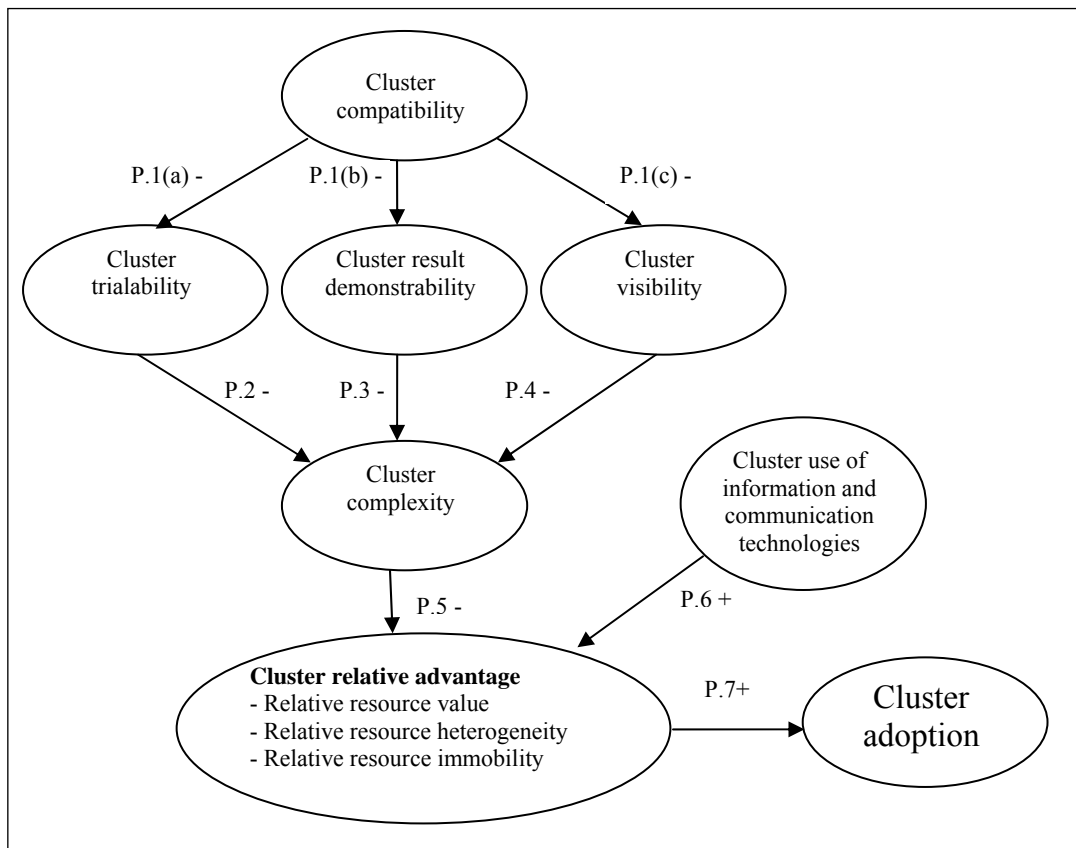 Cluster
compatibility
P.1(a) -
P.1(b) -
P.1(c) -
Cluster
trialability
Cluster result
demonstrability
Cluster
visibility
P.2 -
P.3 -
P.4 -
Cluster
complexity
Cluster use of
information and
communication
technologies
P.5 -
P.6 +
Cluster relative advantage
- Relative resource value
- Relative resource heterogeneity
- Relative resource immobility
P.7+
Cluster
adoption